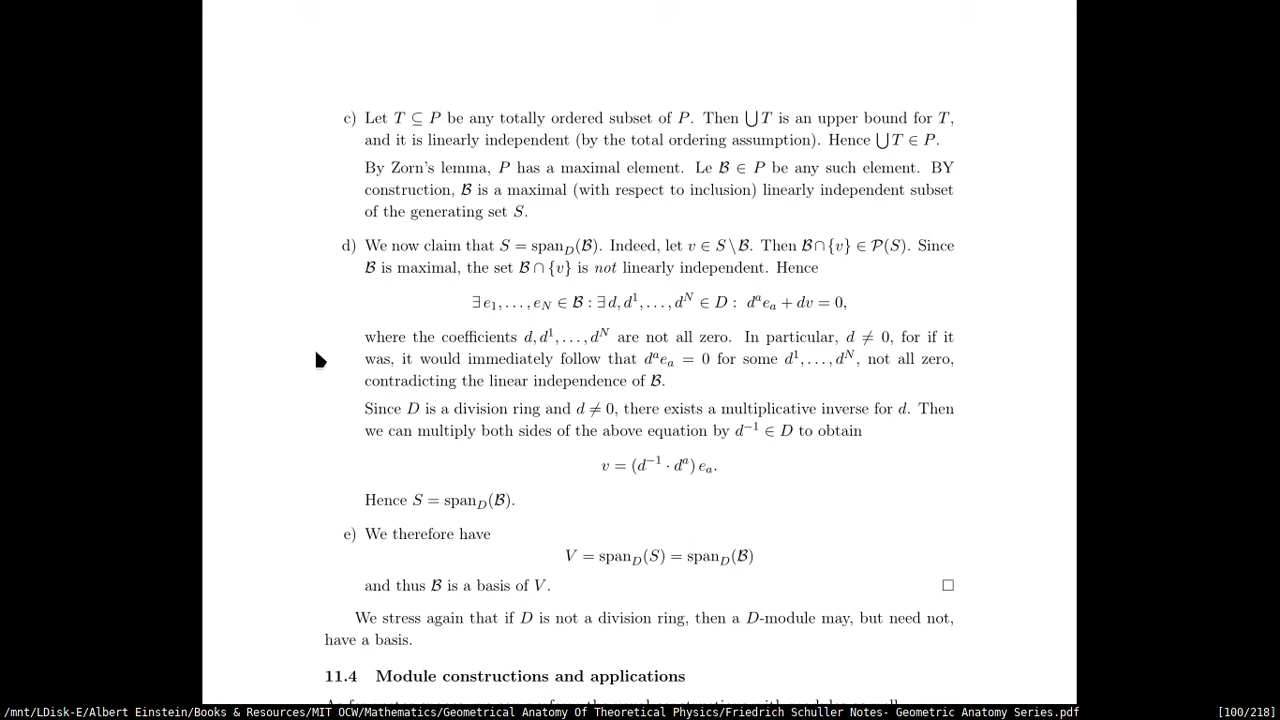 c) Let T ⊆ P be any totally ordered subset of P. Then ⋃T is an upper bound for T,
and it is linearly independent (by the total ordering assumption). Hence ⋃T ∈ P.
By Zorn's lemma, P has a maximal element. Le ℬ ∈ P be any such element. BY
construction, ℬ is a maximal (with respect to inclusion) linearly independent subset
of the generating set S.
d) We now claim that S = span_D(ℬ). Indeed, let v ∈ S \ ℬ. Then ℬ ∩ {v} ∈ 𝒫(S). Since
ℬ is maximal, the set ℬ ∩ {v} is not linearly independent. Hence
∃ e₁, . . . , e_N ∈ ℬ : ∃ d, d¹, . . . , d^N ∈ D : d^a e_a + dv = 0,
where the coefficients d, d¹, . . . , d^N are not all zero. In particular, d ≠ 0, for if it
was, it would immediately follow that d^a e_a = 0 for some d¹, . . . , d^N, not all zero,
contradicting the linear independence of ℬ.
Since D is a division ring and d ≠ 0, there exists a multiplicative inverse for d. Then
we can multiply both sides of the above equation by d⁻¹ ∈ D to obtain
v = (d⁻¹ · d^a) e_a.
Hence S = span_D(ℬ).
e) We therefore have
V = span_D(S) = span_D(ℬ)
and thus ℬ is a basis of V. □
We stress again that if D is not a division ring, then a D-module may, but need not,
have a basis.
11.4 Module constructions and applications
/mnt/LDisk-E/Albert Einstein/Books & Resources/MIT OCW/Mathematics/Geometrical Anatomy Of Theoretical Physics/Friedrich Schuller Notes- Geometric Anatomy Series.pdf [100/218]